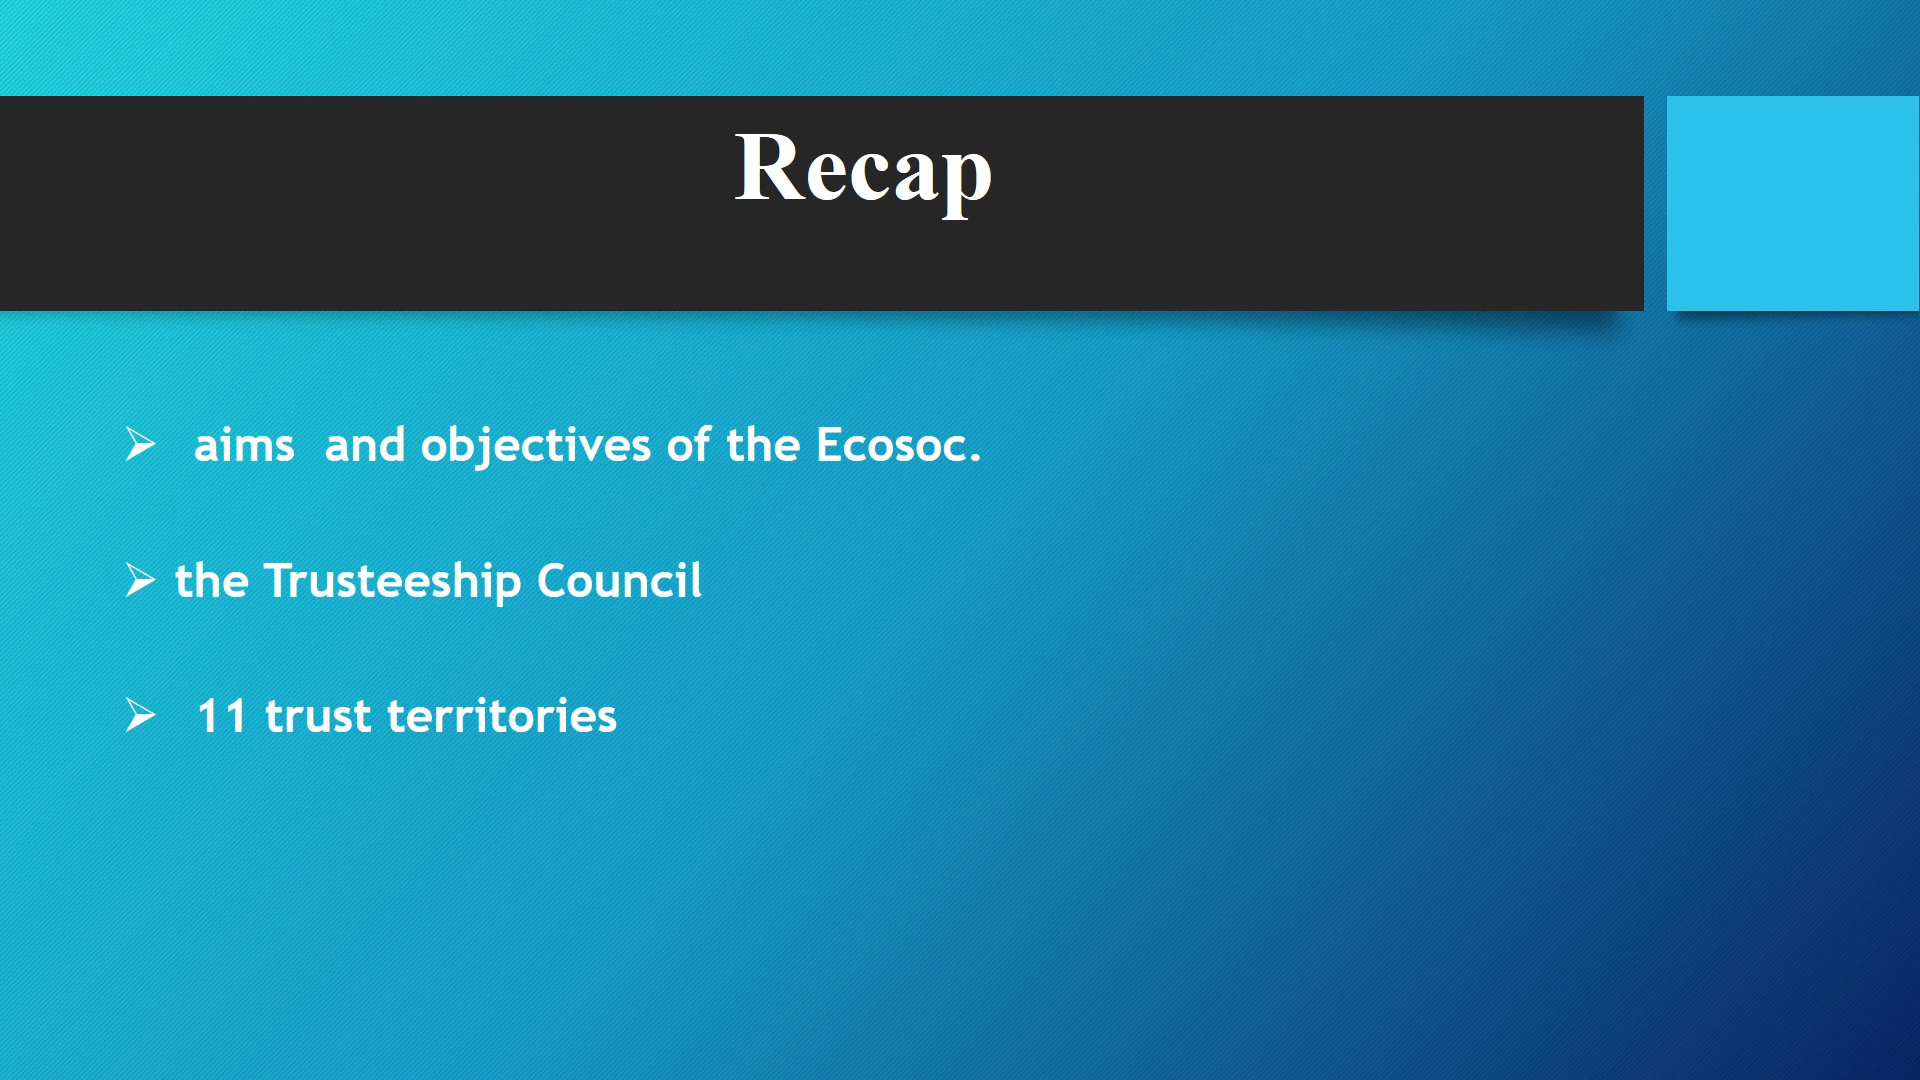 Recap
aims and objectives of the Ecosoc.
the Trusteeship Council
11 trust territories